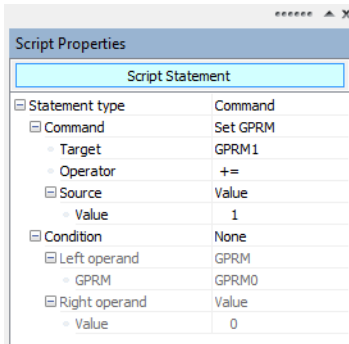 Script Properties
Script Statement
Statement type Command
Command Set GPRM
Target GPRM1
Operator +=
Source Value
Value 1
Condition None
Left operand GPRM
GPRM GPRM0
Right operand Value
Value 0